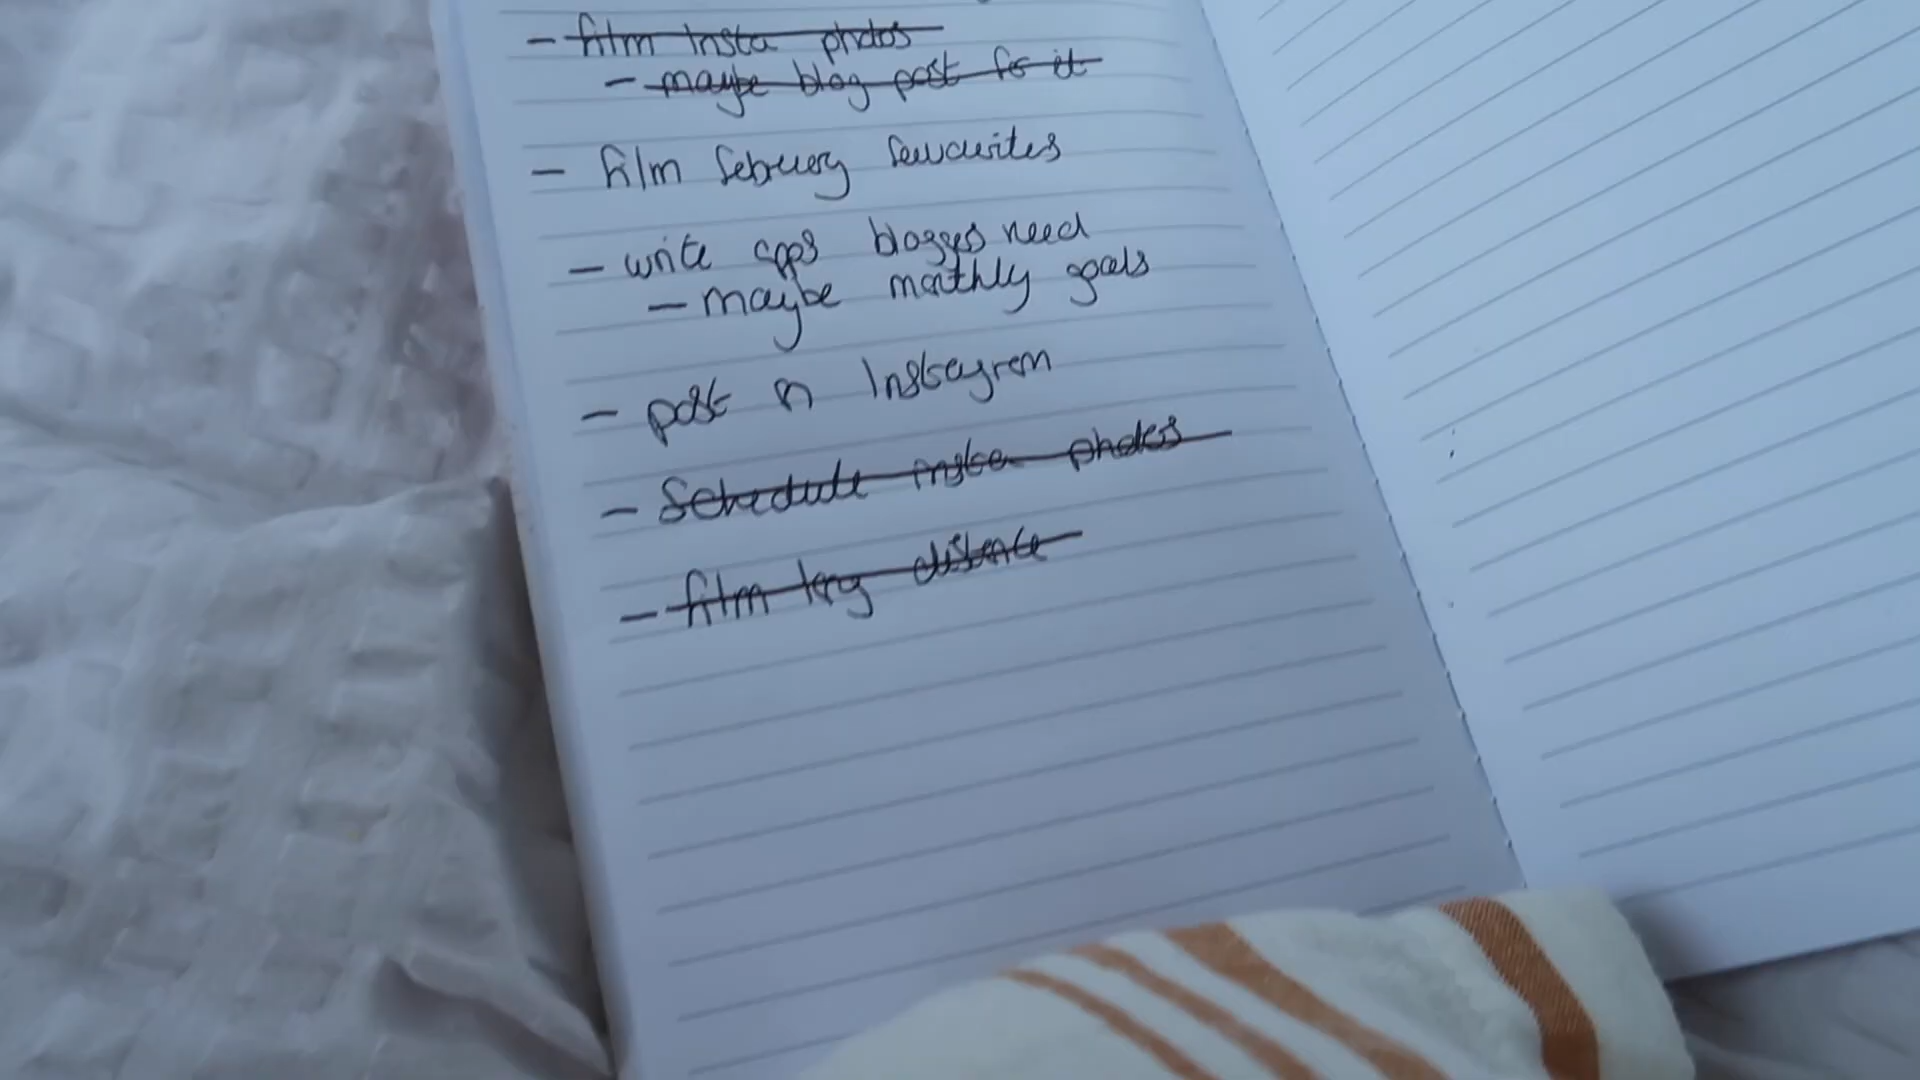 - film Insta photos
- maybe blog post for it
- film february favourites
- write apps bloggers need
- maybe monthly goals
- post on Instagram
- Schedule insta photos
- film long distance